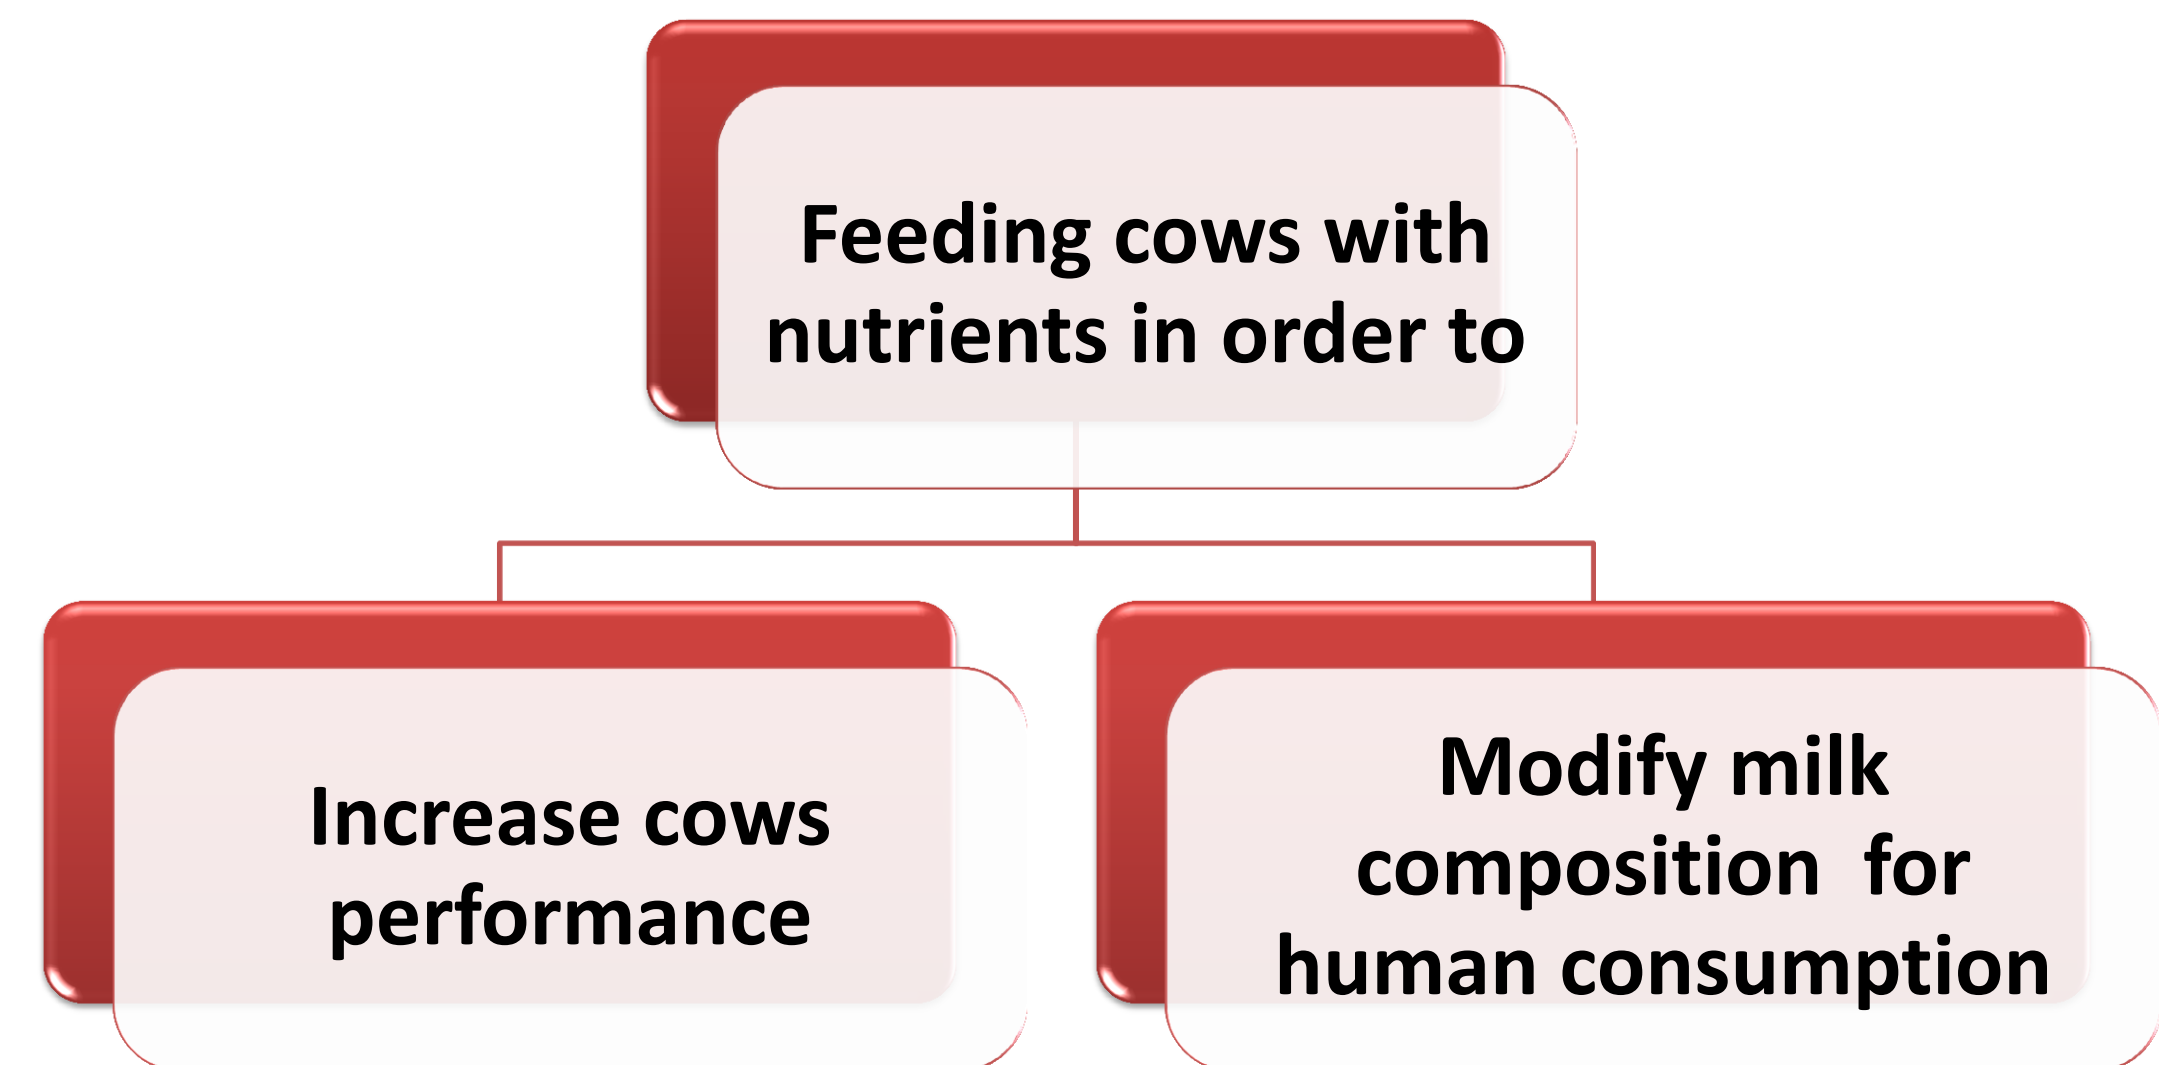 Feeding cows with
nutrients in order to
Increase cows
performance
Modify milk
composition  for
human consumption